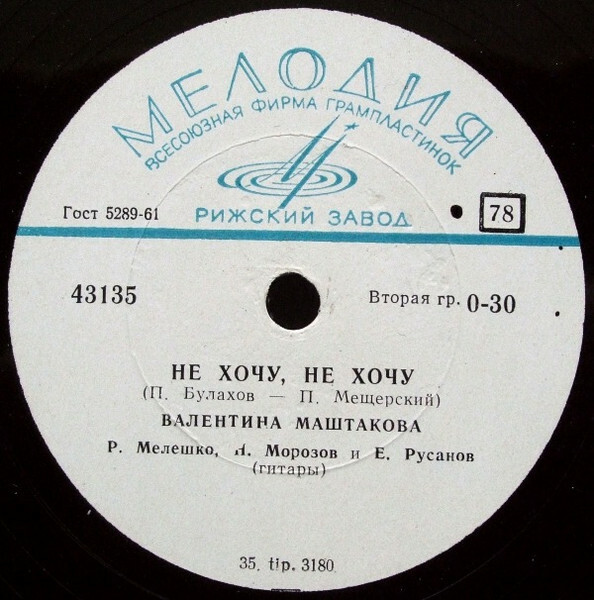 МЕЛОДИЯ
ВСЕСОЮЗНАЯ ФИРМА ГРАМПЛАСТИНОК
РИЖСКИЙ ЗАВОД
Гост 5289-61
78
43135
Вторая гр. 0-30
НЕ ХОЧУ, НЕ ХОЧУ
(П. Булахов — П. Мещерский)
ВАЛЕНТИНА МАШТАКОВА
Р. Мелешко, Морозов и Е. Русанов
(гитары)
35. tip. 3180